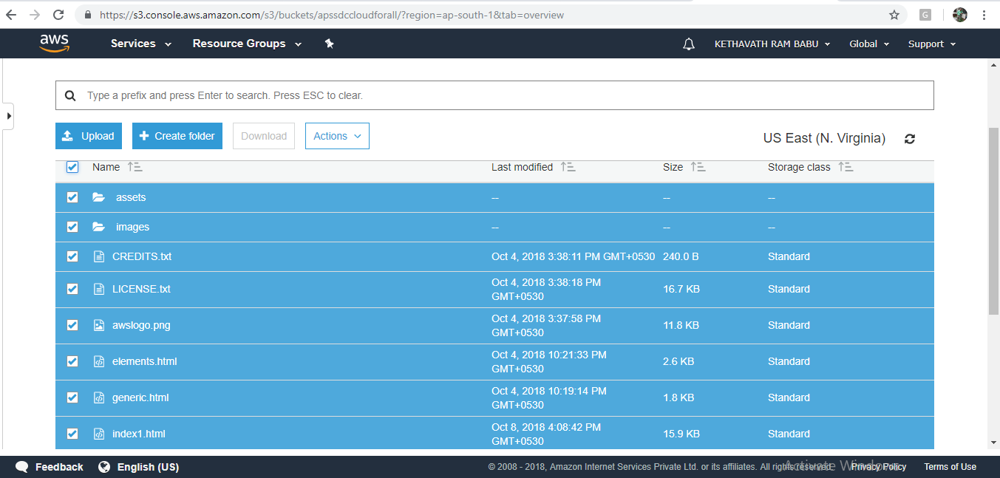 https://s3.console.aws.amazon.com/s3/buckets/apssdccloudforall/?region=ap-south-1&tab=overview
G
aws Services Resource Groups KETHAVATH RAM BABU Global Support
Type a prefix and press Enter to search. Press ESC to clear.
Upload Create folder Download Actions US East (N. Virginia)
Name Last modified Size Storage class
assets -- -- --
images -- -- --
CREDITS.txt Oct 4, 2018 3:38:11 PM GMT+0530 240.0 B Standard
LICENSE.txt Oct 4, 2018 3:38:18 PM GMT+0530 16.7 KB Standard
awslogo.png Oct 4, 2018 3:37:58 PM GMT+0530 11.8 KB Standard
elements.html Oct 4, 2018 10:21:33 PM GMT+0530 2.6 KB Standard
generic.html Oct 4, 2018 10:19:14 PM GMT+0530 1.8 KB Standard
index1.html Oct 8, 2018 4:08:42 PM GMT+0530 15.9 KB Standard
Feedback English (US) © 2008 - 2018, Amazon Internet Services Private Ltd. or its affiliates. All rights reserved. Privacy Policy Terms of Use
Activate Windows